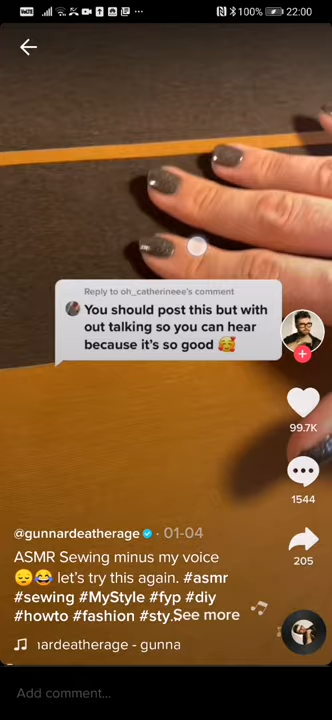 100% 22:00
Reply to oh_catherineee's comment
You should post this but with
out talking so you can hear
because it's so good 🥰
99.7K
1544
205
@gunnardeatherage · 01-04
ASMR Sewing minus my voice
😔😂 let's try this again. #asmr
#sewing #MyStyle #fyp #diy
#howto #fashion #sty...See more
ardeatherage - gunna
Add comment...